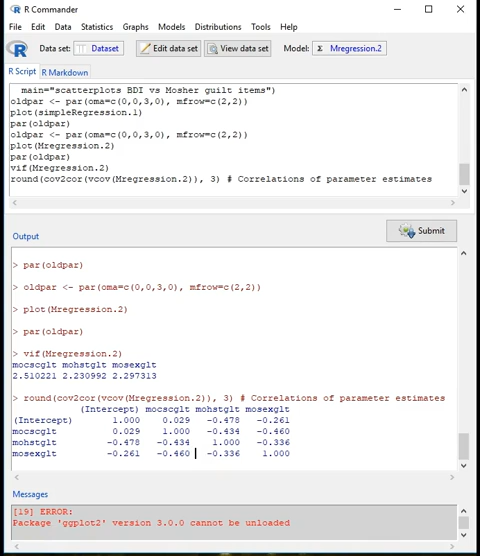 R Commander
File Edit Data Statistics Graphs Models Distributions Tools Help
R Data set: Dataset Edit data set View data set Model: Σ Mregression.2
R Script R Markdown
main="scatterplots BDI vs Mosher guilt items")
oldpar <- par(oma=c(0,0,3,0), mfrow=c(2,2))
plot(simpleRegression.1)
par(oldpar)
oldpar <- par(oma=c(0,0,3,0), mfrow=c(2,2))
plot(Mregression.2)
par(oldpar)
vif(Mregression.2)
round(cov2cor(vcov(Mregression.2)), 3) # Correlations of parameter estimates
Output
Submit
> par(oldpar)
> oldpar <- par(oma=c(0,0,3,0), mfrow=c(2,2))
> plot(Mregression.2)
> par(oldpar)
> vif(Mregression.2)
mocscglt mohstglt mosexglt
2.510221 2.230992 2.297313
> round(cov2cor(vcov(Mregression.2)), 3) # Correlations of parameter estimates
(Intercept) mocscglt mohstglt mosexglt
(Intercept) 1.000 0.029 -0.478 -0.261
mocscglt 0.029 1.000 -0.434 -0.460
mohstglt -0.478 -0.434 1.000 -0.336
mosexglt -0.261 -0.460 -0.336 1.000
Messages
[19] ERROR:
Package 'ggplot2' version 3.0.0 cannot be unloaded